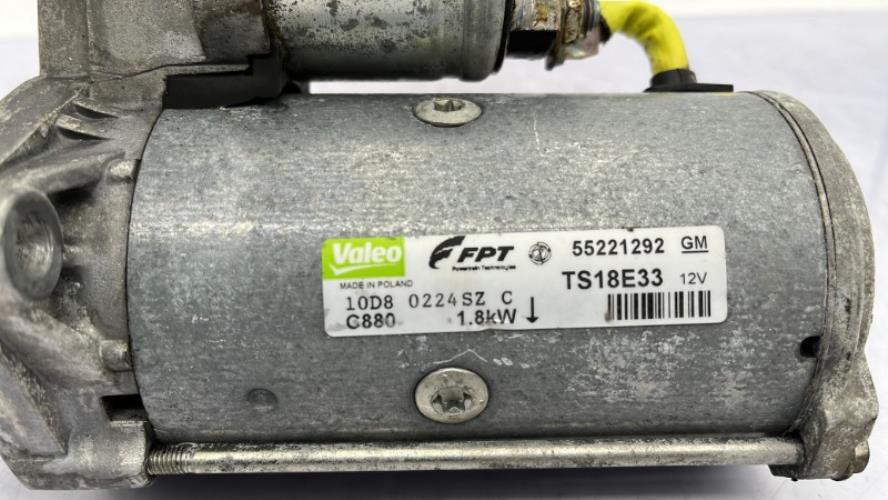 Valeo FPT 55221292 GM
Powertrain Technologies
MADE IN POLAND TS18E33 12V
10D8 0224SZ C
C880 1.8kW ↓